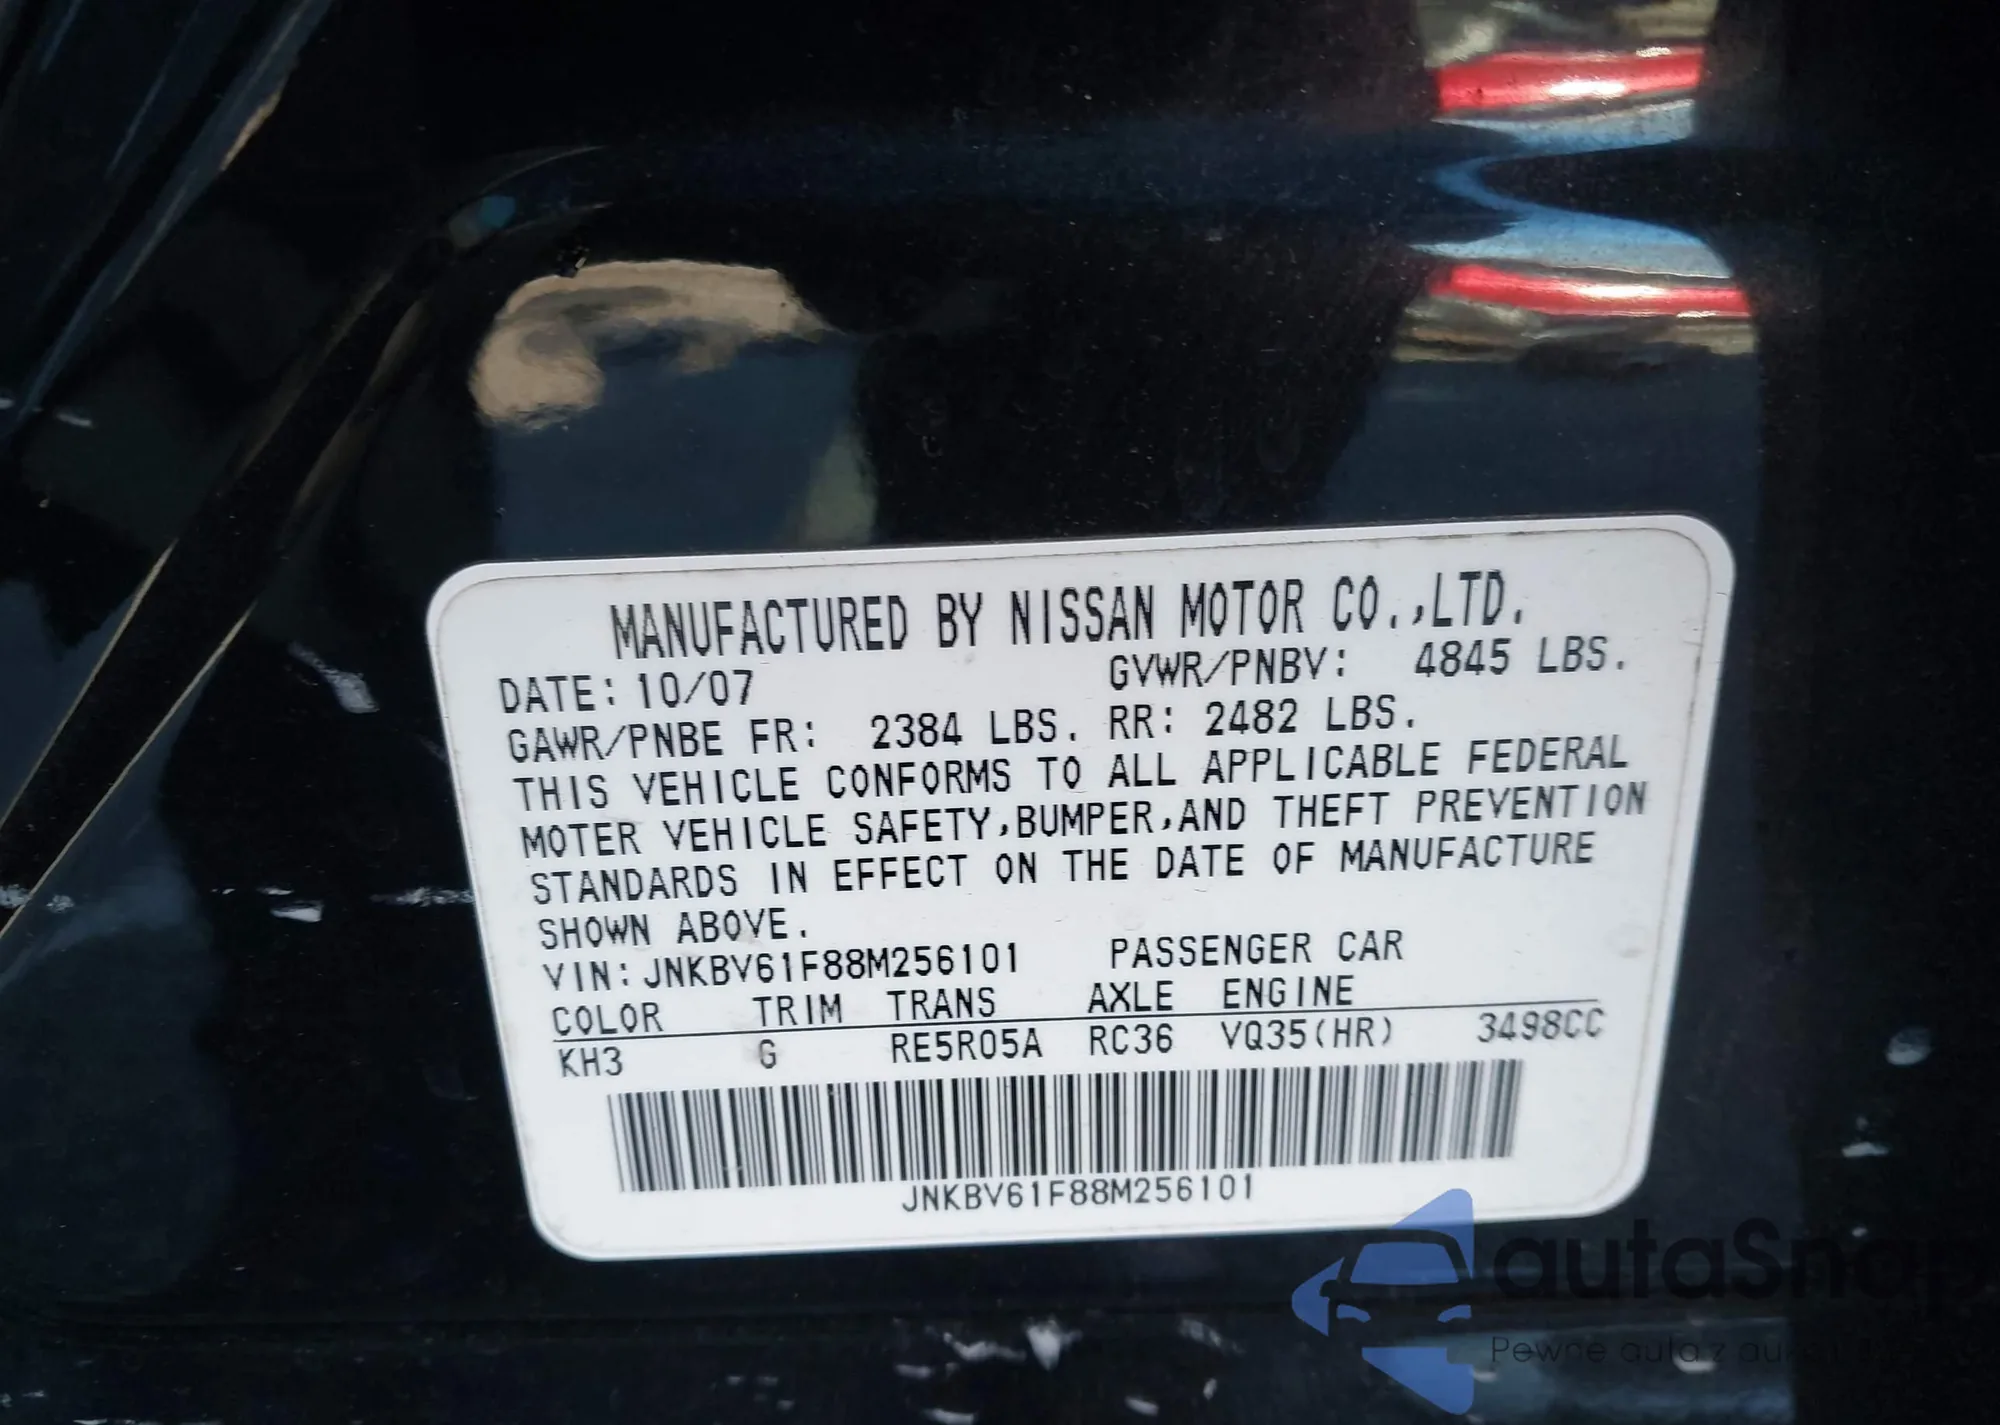 MANUFACTURED BY NISSAN MOTOR CO.,LTD.
DATE: 10/07 GVWR/PNBV: 4845 LBS.
GAWR/PNBE FR: 2384 LBS. RR: 2482 LBS.
THIS VEHICLE CONFORMS TO ALL APPLICABLE FEDERAL
MOTER VEHICLE SAFETY,BUMPER,AND THEFT PREVENTION
STANDARDS IN EFFECT ON THE DATE OF MANUFACTURE
SHOWN ABOVE.
VIN: JNKBV61F88M256101 PASSENGER CAR
COLOR TRIM TRANS AXLE ENGINE
KH3 G RE5R05A RC36 VQ35(HR) 3498CC
JNKBV61F88M256101
autaSnap
Pewne auta z